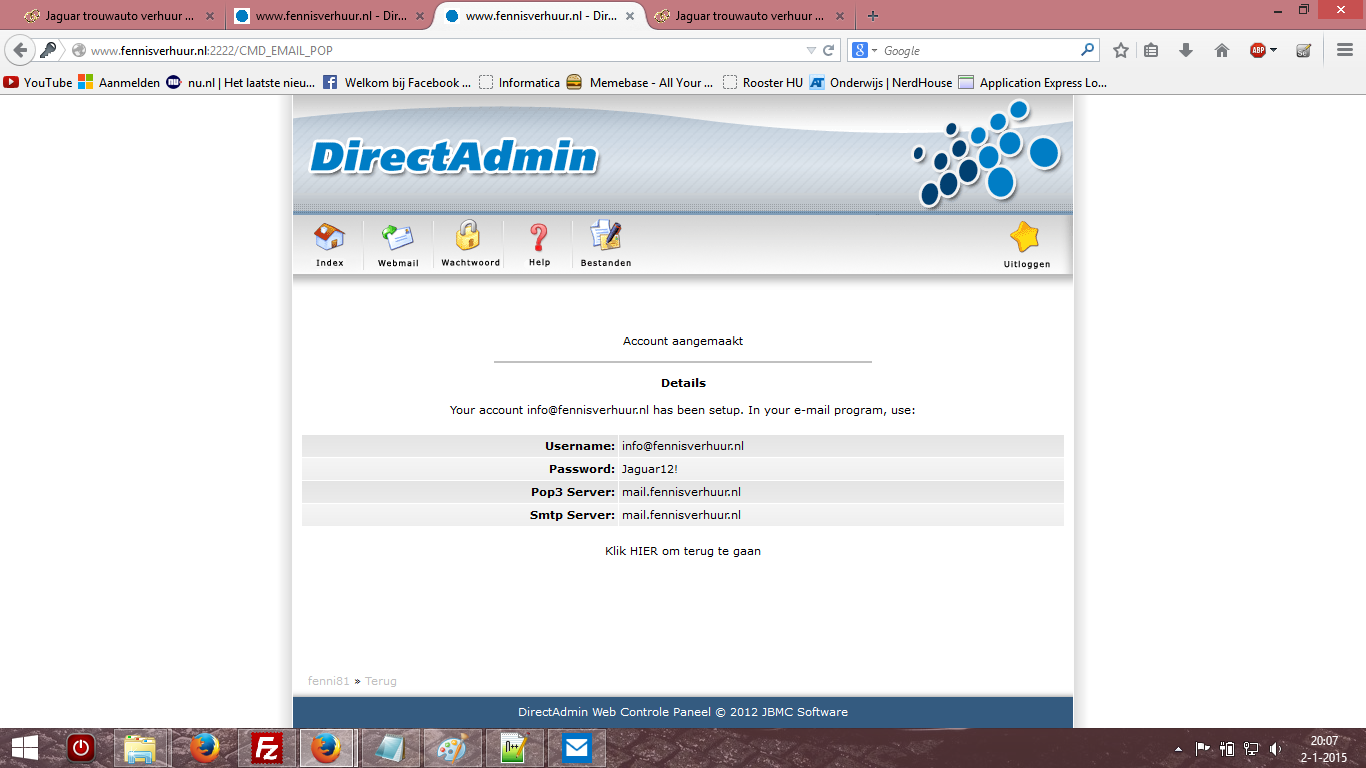 Jaguar trouwauto verhuur ...
www.fennisverhuur.nl - Dir...
www.fennisverhuur.nl - Dir...
Jaguar trouwauto verhuur ...
www.fennisverhuur.nl:2222/CMD_EMAIL_POP
Google
YouTube Aanmelden nu.nl | Het laatste nieu... Welkom bij Facebook ... Informatica Memebase - All Your ... Rooster HU Onderwijs | NerdHouse Application Express Lo...
DirectAdmin
Index Webmail Wachtwoord Help Bestanden Uitloggen
Account aangemaakt
Details
Your account info@fennisverhuur.nl has been setup. In your e-mail program, use:
Username: info@fennisverhuur.nl
Password: Jaguar12!
Pop3 Server: mail.fennisverhuur.nl
Smtp Server: mail.fennisverhuur.nl
Klik HIER om terug te gaan
fenni81 » Terug
DirectAdmin Web Controle Paneel © 2012 JBMC Software
20:07
2-1-2015